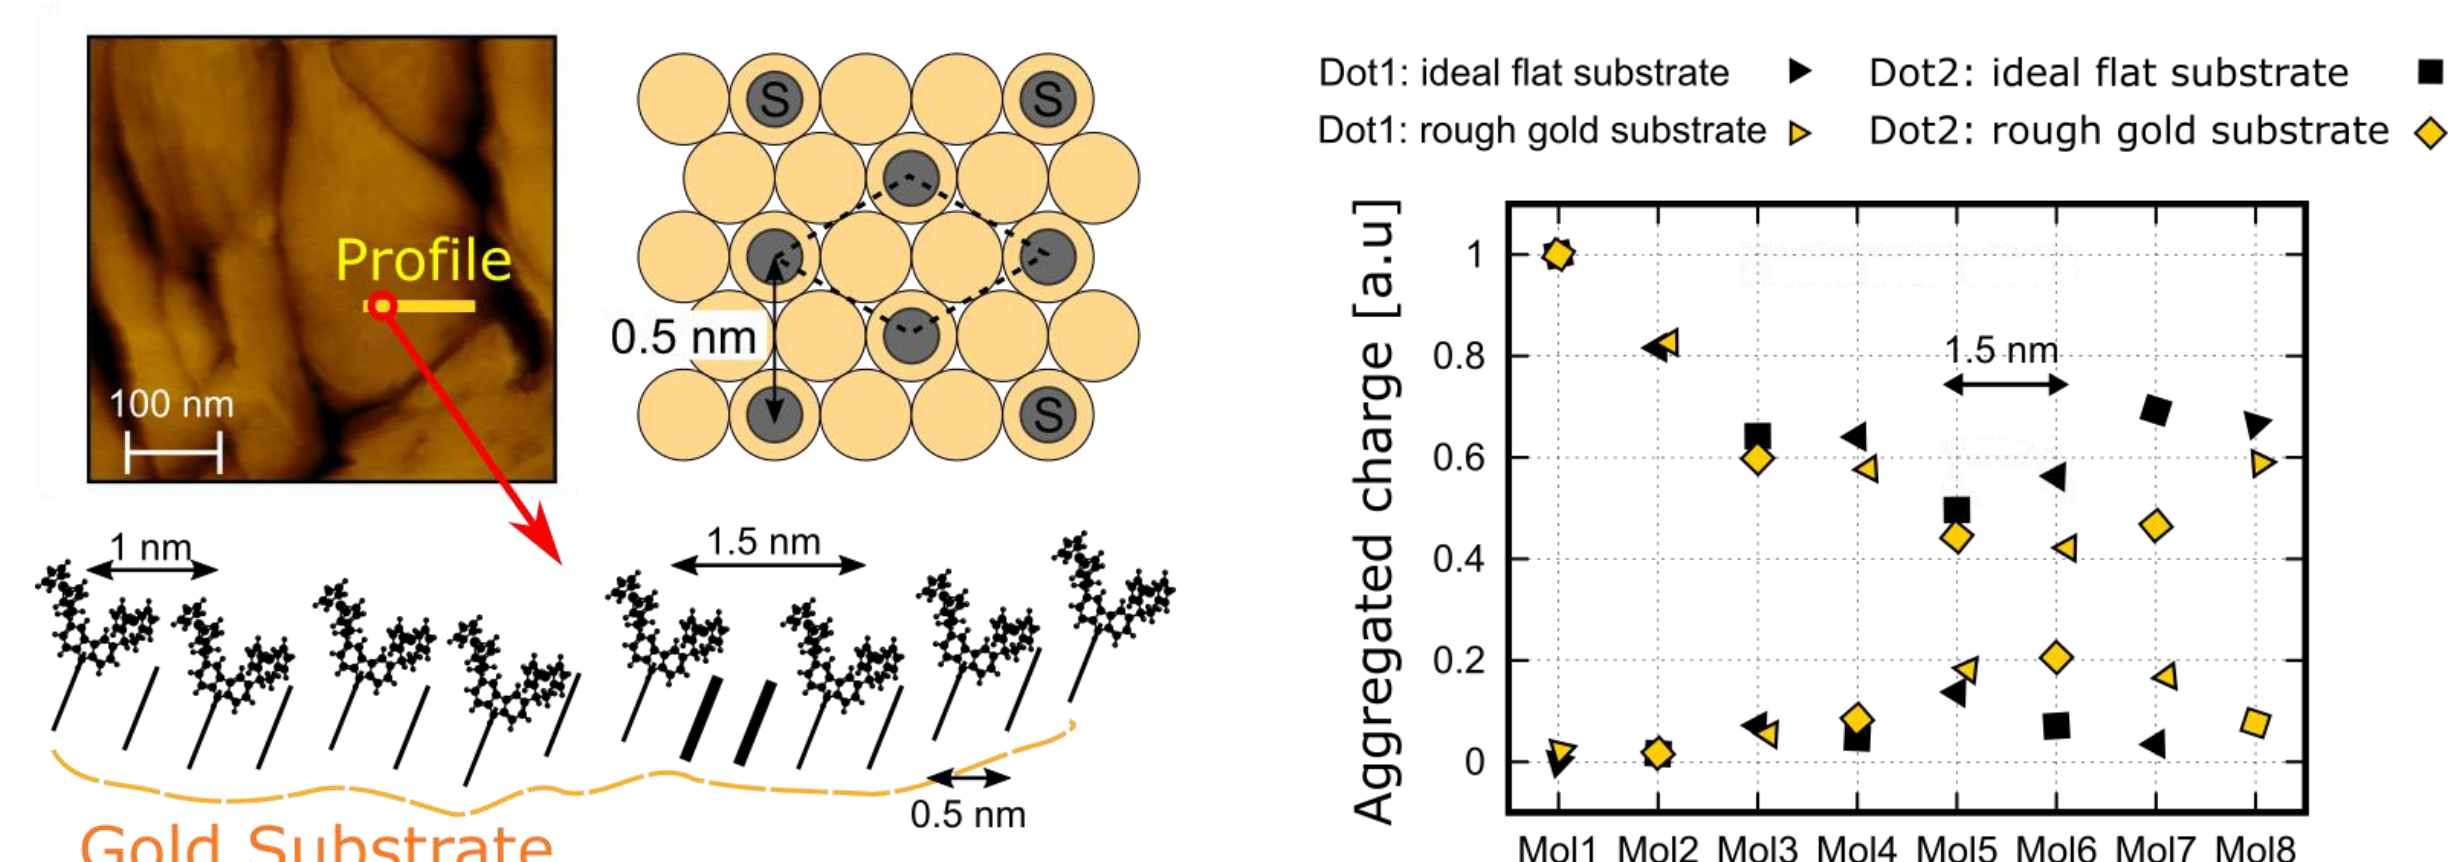 Profile
100 nm
S
S
0.5 nm
S
1 nm
1.5 nm
0.5 nm
Gold Substrate
Dot1: ideal flat substrate
Dot2: ideal flat substrate
Dot1: rough gold substrate
Dot2: rough gold substrate
Aggregated charge [a.u]
1
0.8
0.6
0.4
0.2
0
1.5 nm
Mol1 Mol2 Mol3 Mol4 Mol5 Mol6 Mol7 Mol8